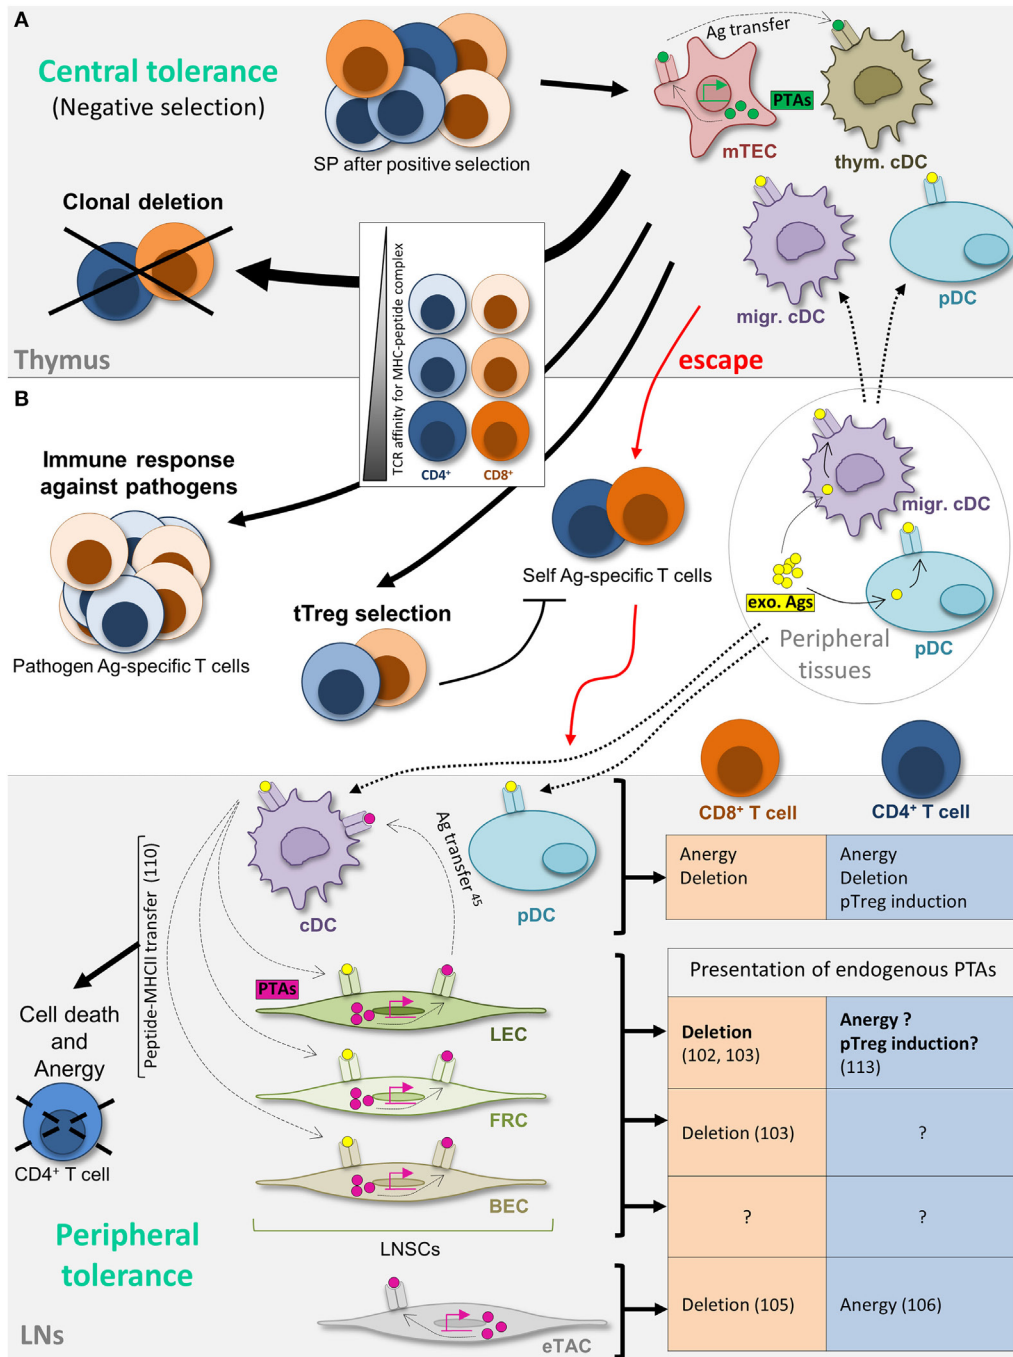 A
Central tolerance
(Negative selection)
SP after positive selection
Ag transfer
PTAs
mTEC
thym. cDC
Clonal deletion
TCR affinity for MHC-peptide complex
CD4⁺
CD8⁺
migr. cDC
pDC
escape
Thymus
B
Immune response
against pathogens
Pathogen Ag-specific T cells
tTreg selection
Self Ag-specific T cells
migr. cDC
exo. Ags
pDC
Peripheral
tissues
CD8⁺ T cell
CD4⁺ T cell
cDC
pDC
Ag transfer ⁴⁵
Anergy
Deletion
Anergy
Deletion
pTreg induction
Peptide-MHCII transfer (110)
Cell death
and
Anergy
CD4⁺ T cell
PTAs
LEC
FRC
BEC
LNSCs
eTAC
Presentation of endogenous PTAs
Deletion
(102, 103)
Anergy ?
pTreg induction?
(113)
Deletion (103)
?
?
?
Deletion (105)
Anergy (106)
Peripheral
tolerance
LNs